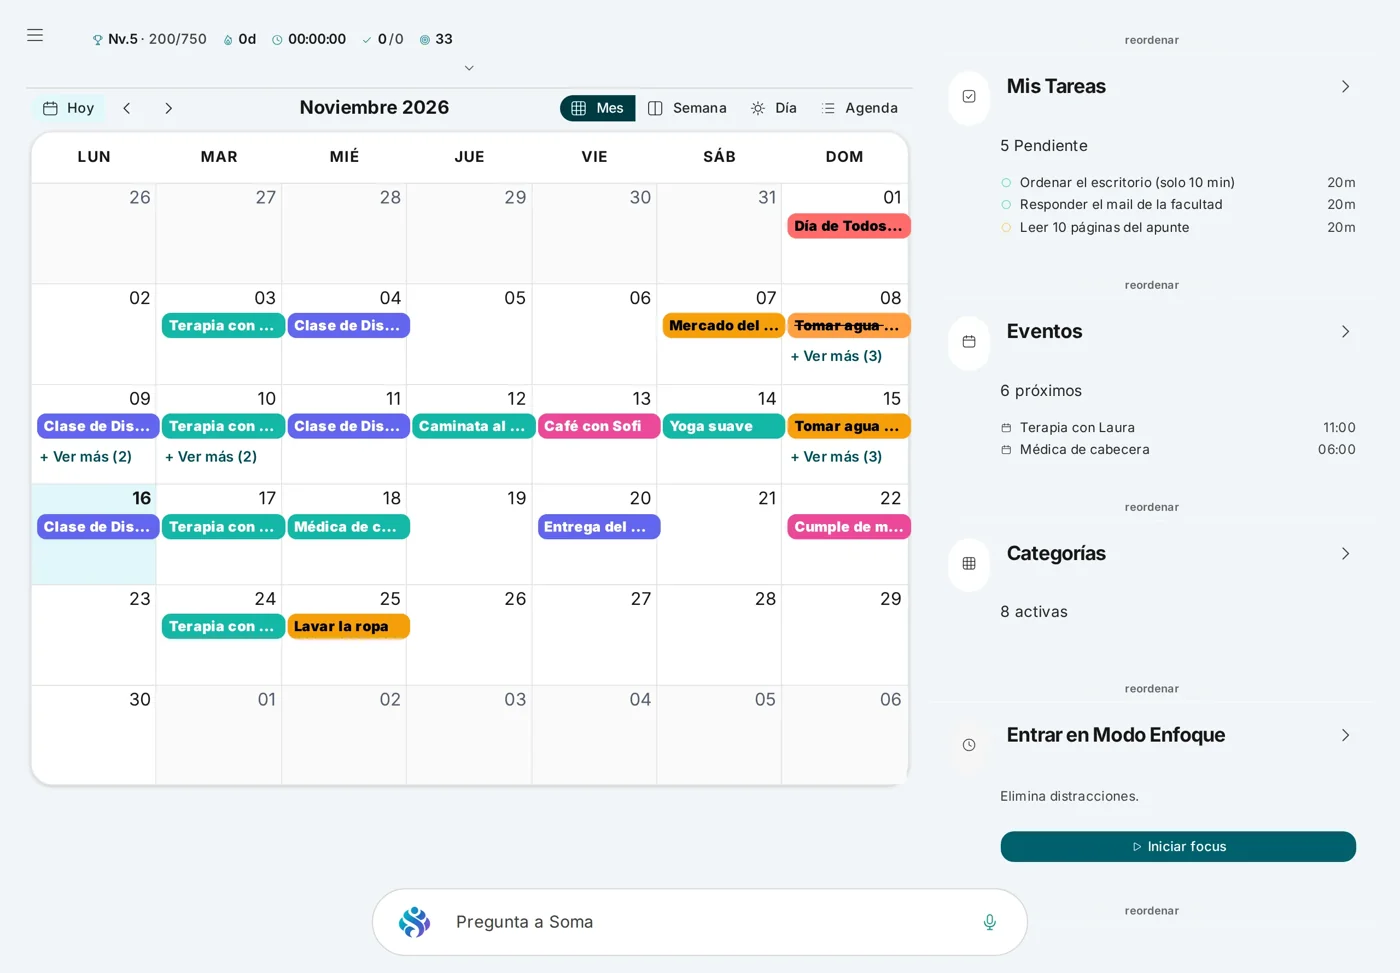 Nv.5 · 200/750 0d 00:00:00 0/0 33
Hoy Noviembre 2026 Mes Semana Día Agenda
LUN MAR MIÉ JUE VIE SÁB DOM
26 27 28 29 30 31 01
Día de Todos...
02 03 04 05 06 07 08
Terapia con ... Clase de Dis... Mercado del ... Tomar agua ...
+ Ver más (3)
09 10 11 12 13 14 15
Clase de Dis... Terapia con ... Clase de Dis... Caminata al ... Café con Sofi Yoga suave Tomar agua ...
+ Ver más (2) + Ver más (2) + Ver más (3)
16 17 18 19 20 21 22
Clase de Dis... Terapia con ... Médica de c... Entrega del ... Cumple de m...
23 24 25 26 27 28 29
Terapia con ... Lavar la ropa
30 01 02 03 04 05 06
reordenar
Mis Tareas
5 Pendiente
Ordenar el escritorio (solo 10 min) 20m
Responder el mail de la facultad 20m
Leer 10 páginas del apunte 20m
reordenar
Eventos
6 próximos
Terapia con Laura 11:00
Médica de cabecera 06:00
reordenar
Categorías
8 activas
reordenar
Entrar en Modo Enfoque
Elimina distracciones.
Iniciar focus
reordenar
Pregunta a Soma